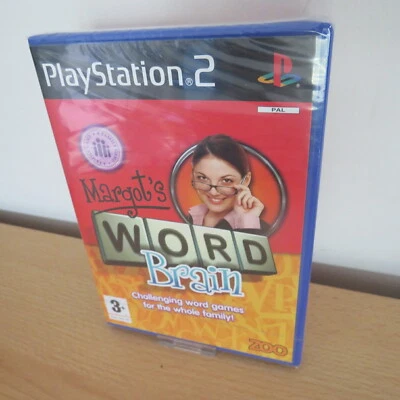 PlayStation®2
PAL
Margot's
WORD
Brain
Challenging word games
for the whole family!
3+
ZOO